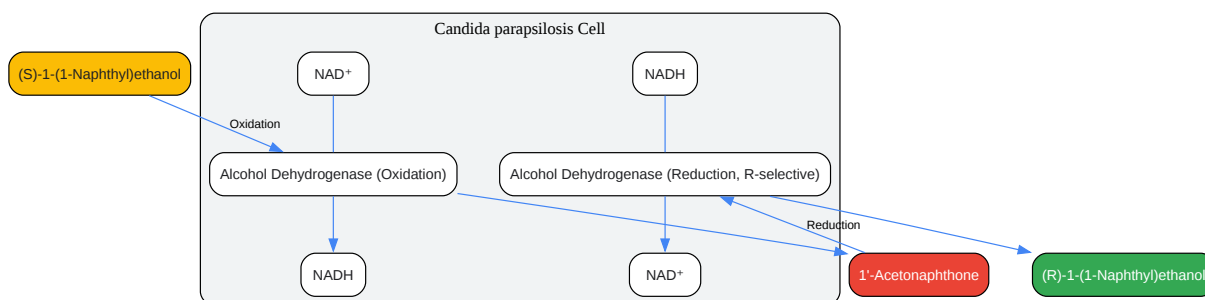 Candida parapsilosis Cell
(S)-1-(1-Naphthyl)ethanol
NAD⁺
NADH
Oxidation
Alcohol Dehydrogenase (Oxidation)
Alcohol Dehydrogenase (Reduction, R-selective)
Reduction
NADH
NAD⁺
1'-Acetonaphthone
(R)-1-(1-Naphthyl)ethanol